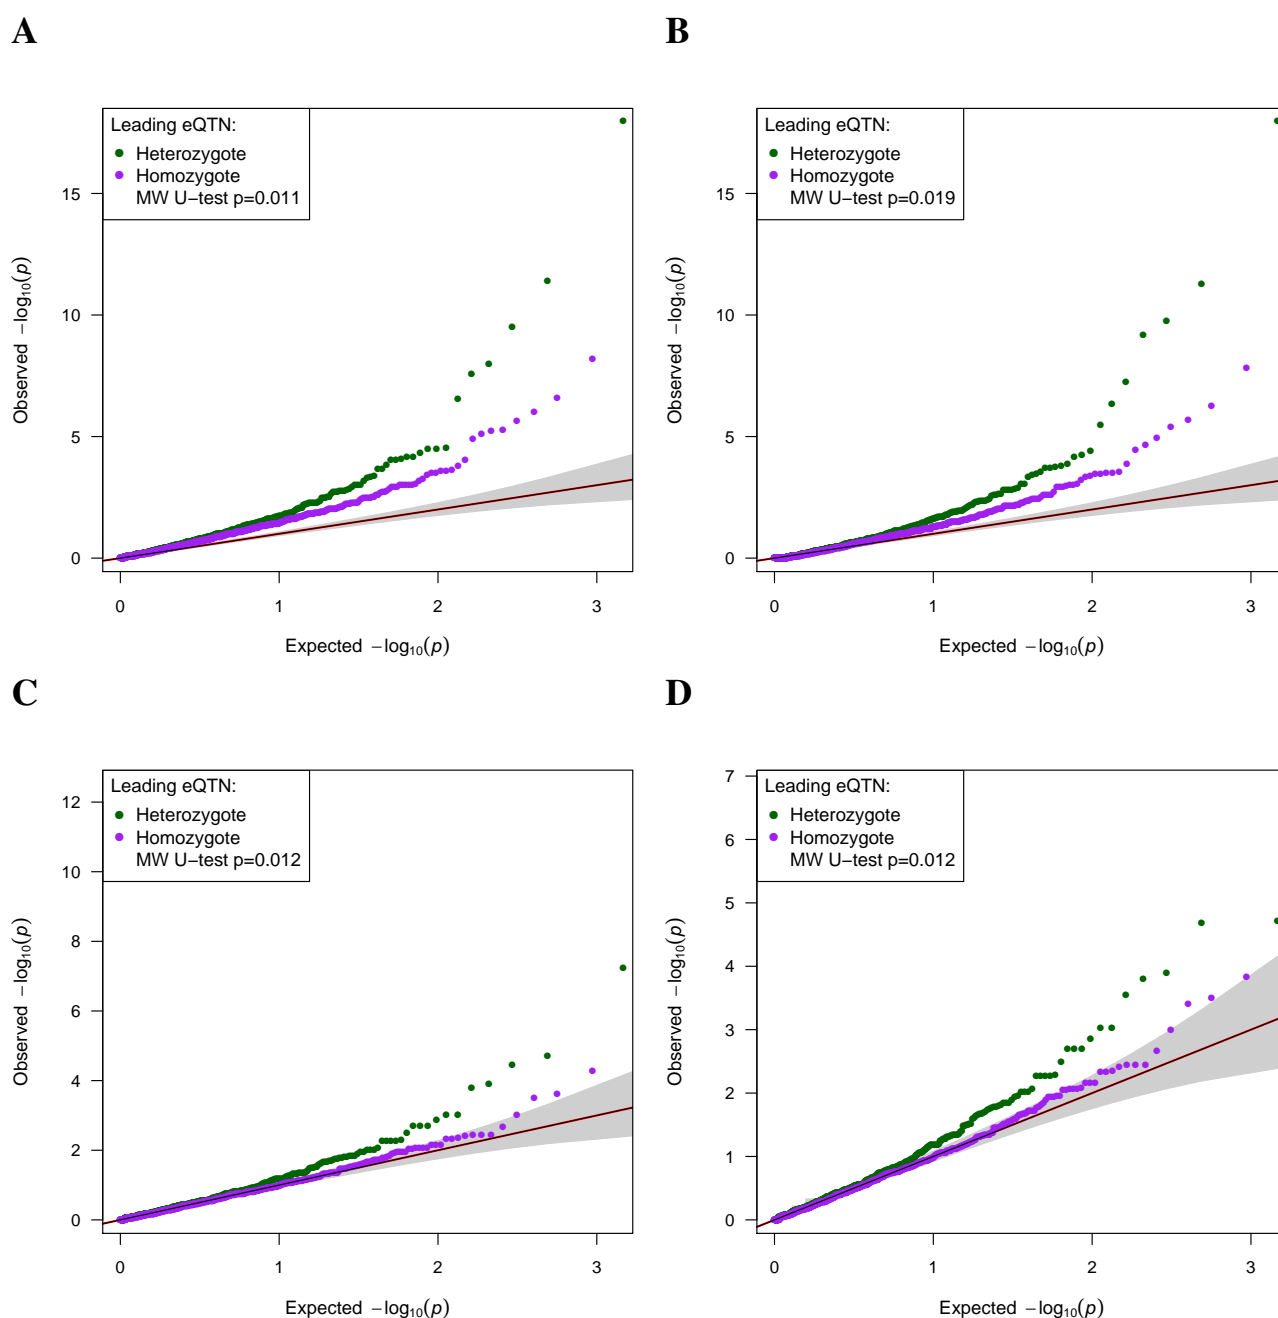 A
Leading eQTN:
Heterozygote
Homozygote
MW U−test p=0.011
15
10
5
0
0 1 2 3
Observed −log10(p)
Expected −log10(p)
B
Leading eQTN:
Heterozygote
Homozygote
MW U−test p=0.019
15
10
5
0
0 1 2 3
Observed −log10(p)
Expected −log10(p)
C
Leading eQTN:
Heterozygote
Homozygote
MW U−test p=0.012
12
10
8
6
4
2
0
0 1 2 3
Observed −log10(p)
Expected −log10(p)
D
Leading eQTN:
Heterozygote
Homozygote
MW U−test p=0.012
7
6
5
4
3
2
1
0
0 1 2 3
Observed −log10(p)
Expected −log10(p)